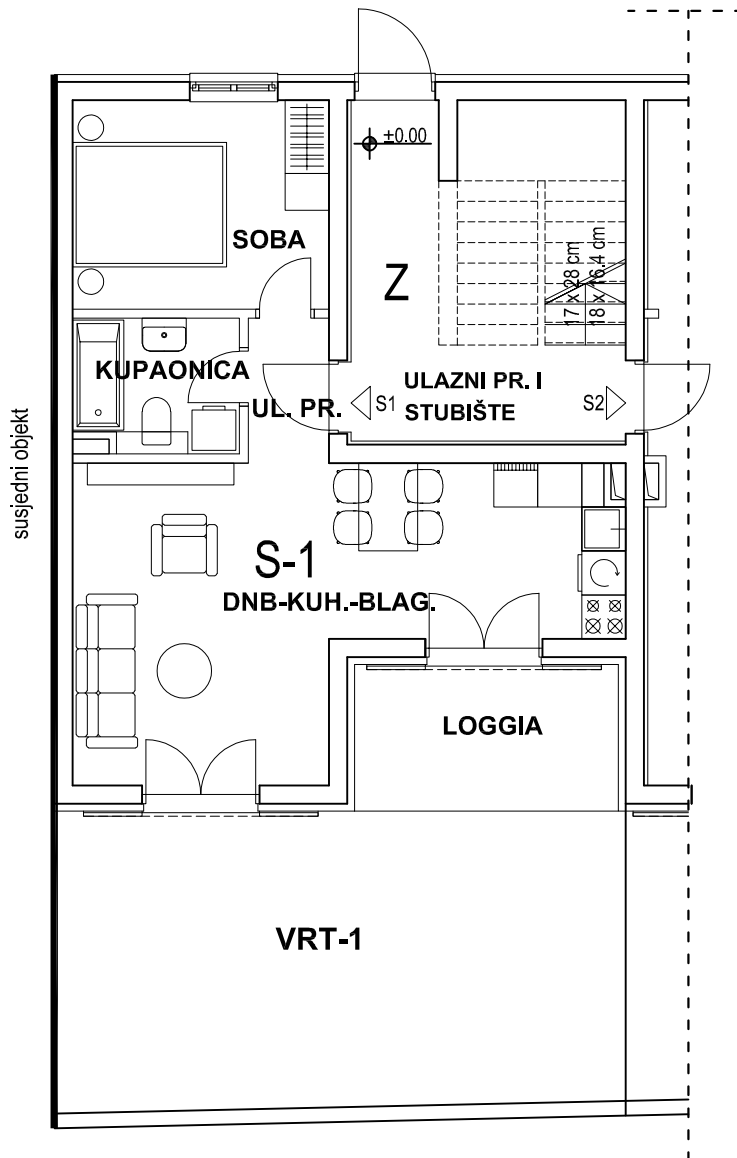 ±0.00
SOBA
Z
17 x 28 cm
18 x 16.4 cm
KUPAONICA
UL. PR.
S1
ULAZNI PR. I
STUBIŠTE
S2
susjedni objekt
S-1
DNB-KUH.-BLAG.
LOGGIA
VRT-1